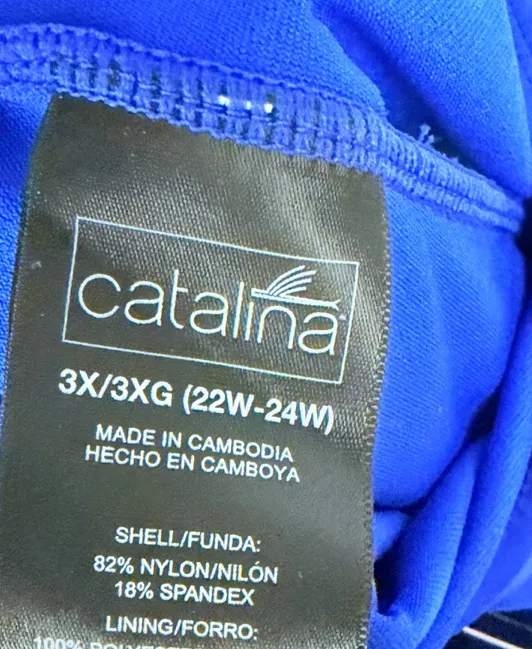 catalina
3X/3XG (22W-24W)
MADE IN CAMBODIA
HECHO EN CAMBOYA
SHELL/FUNDA:
82% NYLON/NILÓN
18% SPANDEX
LINING/FORRO:
100%